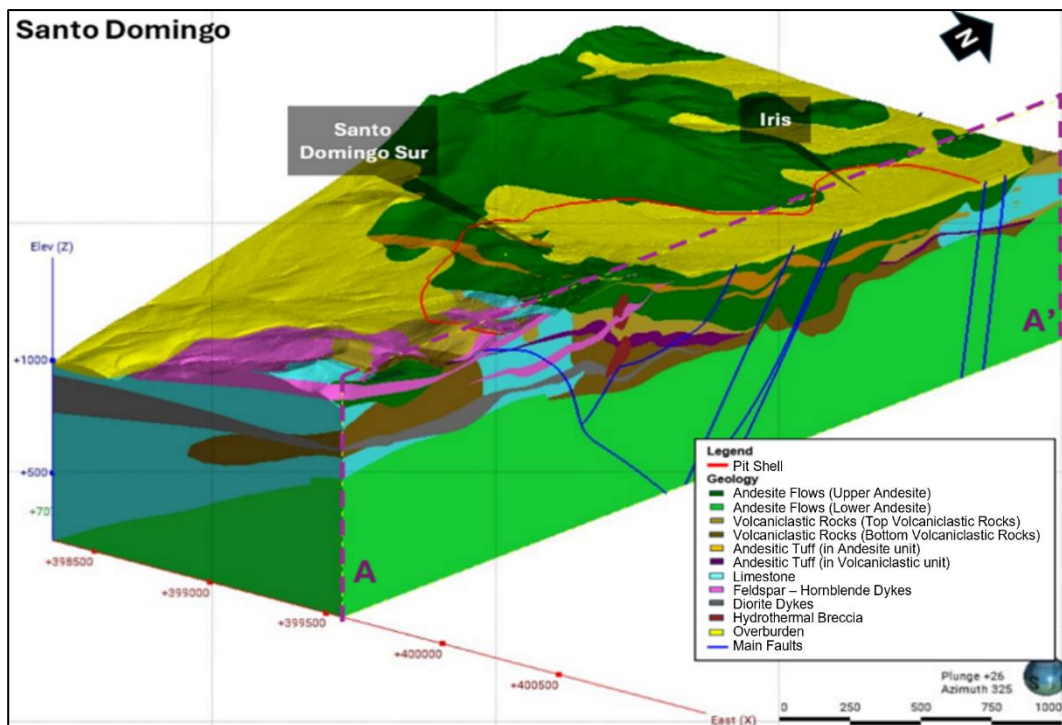 Santo Domingo
N
Santo
Domingo Sur
Iris
Elev (Z)
+1000
+500
+398500
+399000
+399500
+400000
+400500
East (X)
A
A'
Legend
Pit Shell
Geology
Andesite Flows (Upper Andesite)
Andesite Flows (Lower Andesite)
Volcaniclastic Rocks (Top Volcaniclastic Rocks)
Volcaniclastic Rocks (Bottom Volcaniclastic Rocks)
Andesitic Tuff (in Andesite unit)
Andesitic Tuff (in Volcaniclastic unit)
Limestone
Feldspar – Hornblende Dykes
Diorite Dykes
Hydrothermal Breccia
Overburden
Main Faults
Plunge +26
Azimuth 325
S
0 250 500 750 1000